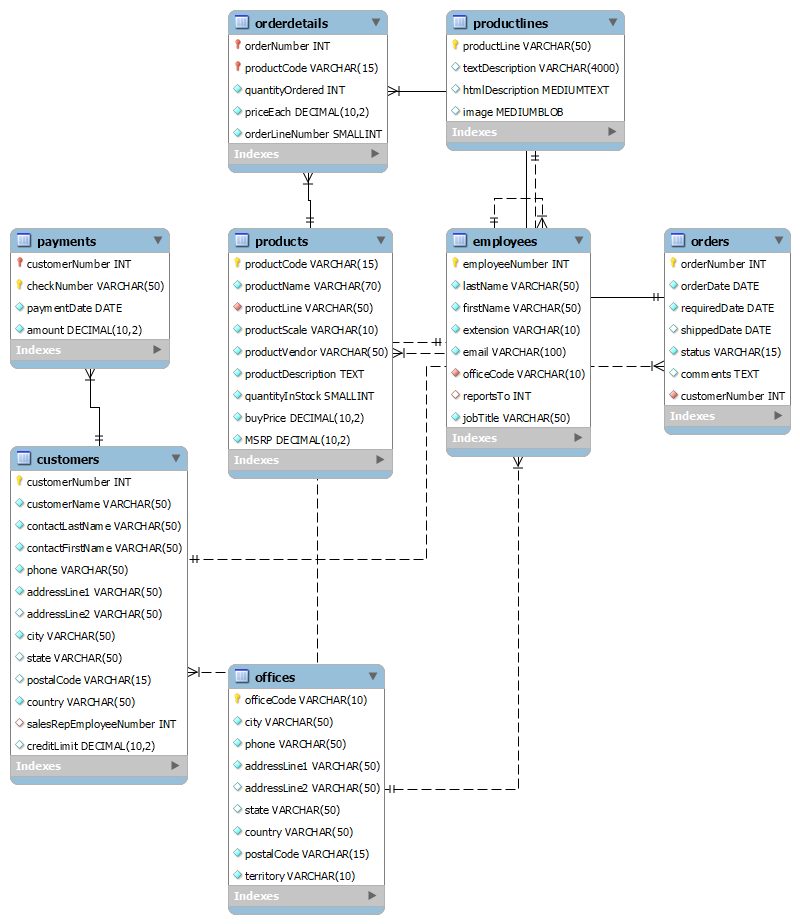 orderdetails
orderNumber INT
productCode VARCHAR(15)
quantityOrdered INT
priceEach DECIMAL(10,2)
orderLineNumber SMALLINT
Indexes
productlines
productLine VARCHAR(50)
textDescription VARCHAR(4000)
htmlDescription MEDIUMTEXT
image MEDIUMBLOB
Indexes
payments
customerNumber INT
checkNumber VARCHAR(50)
paymentDate DATE
amount DECIMAL(10,2)
Indexes
products
productCode VARCHAR(15)
productName VARCHAR(70)
productLine VARCHAR(50)
productScale VARCHAR(10)
productVendor VARCHAR(50)
productDescription TEXT
quantityInStock SMALLINT
buyPrice DECIMAL(10,2)
MSRP DECIMAL(10,2)
Indexes
employees
employeeNumber INT
lastName VARCHAR(50)
firstName VARCHAR(50)
extension VARCHAR(10)
email VARCHAR(100)
officeCode VARCHAR(10)
reportsTo INT
jobTitle VARCHAR(50)
Indexes
orders
orderNumber INT
orderDate DATE
requiredDate DATE
shippedDate DATE
status VARCHAR(15)
comments TEXT
customerNumber INT
Indexes
customers
customerNumber INT
customerName VARCHAR(50)
contactLastName VARCHAR(50)
contactFirstName VARCHAR(50)
phone VARCHAR(50)
addressLine1 VARCHAR(50)
addressLine2 VARCHAR(50)
city VARCHAR(50)
state VARCHAR(50)
postalCode VARCHAR(15)
country VARCHAR(50)
salesRepEmployeeNumber INT
creditLimit DECIMAL(10,2)
Indexes
offices
officeCode VARCHAR(10)
city VARCHAR(50)
phone VARCHAR(50)
addressLine1 VARCHAR(50)
addressLine2 VARCHAR(50)
state VARCHAR(50)
country VARCHAR(50)
postalCode VARCHAR(15)
territory VARCHAR(10)
Indexes